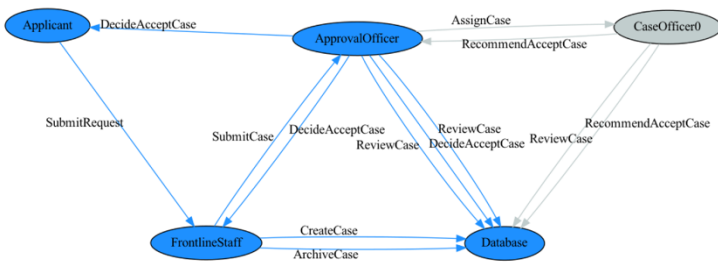 AssignCase
Applicant
DecideAcceptCase
ApprovalOfficer
CaseOfficer0
RecommendAcceptCase
SubmitRequest
SubmitCase
DecideAcceptCase
ReviewCase
ReviewCase
DecideAcceptCase
RecommendAcceptCase
ReviewCase
CreateCase
FrontlineStaff
Database
ArchiveCase